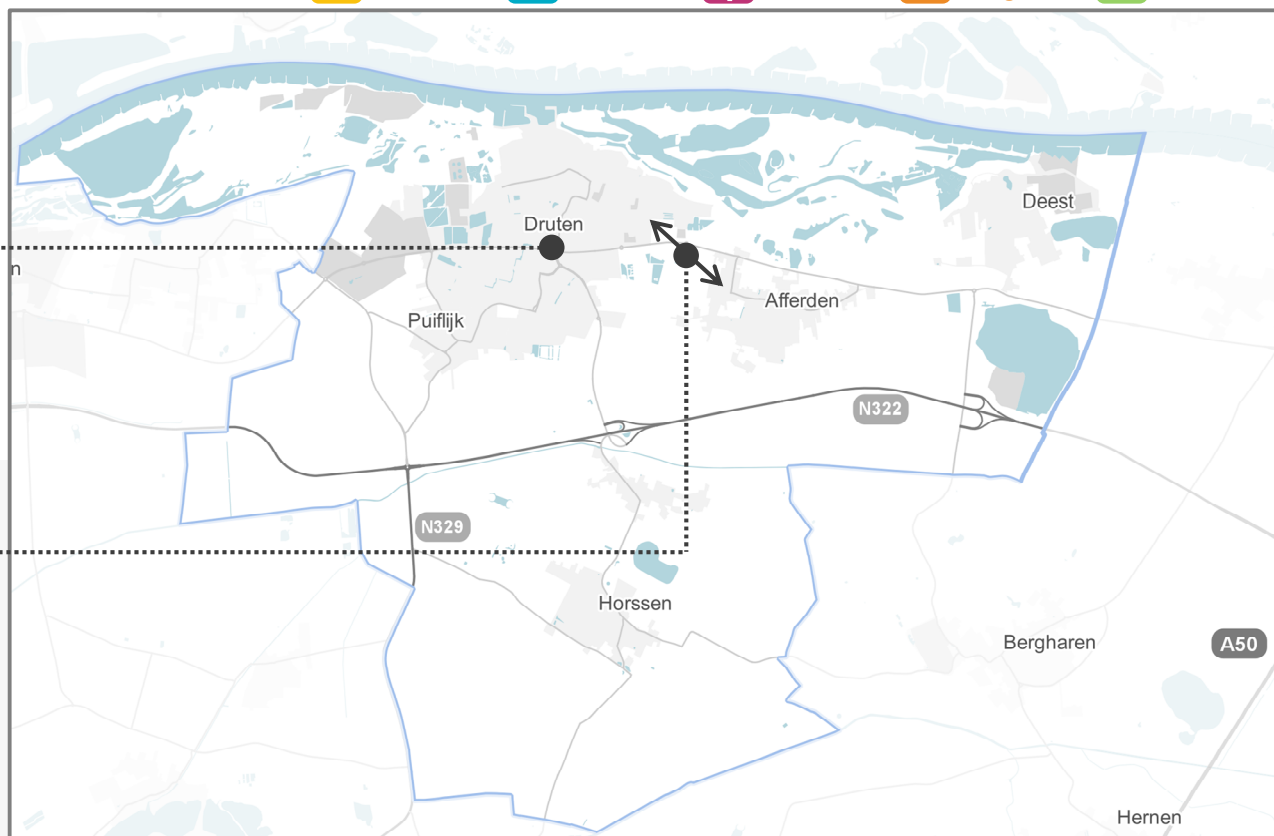 Deest
Druten
n
Afferden
Puiflijk
N322
N329
Horssen
Bergharen
A50
Hernen